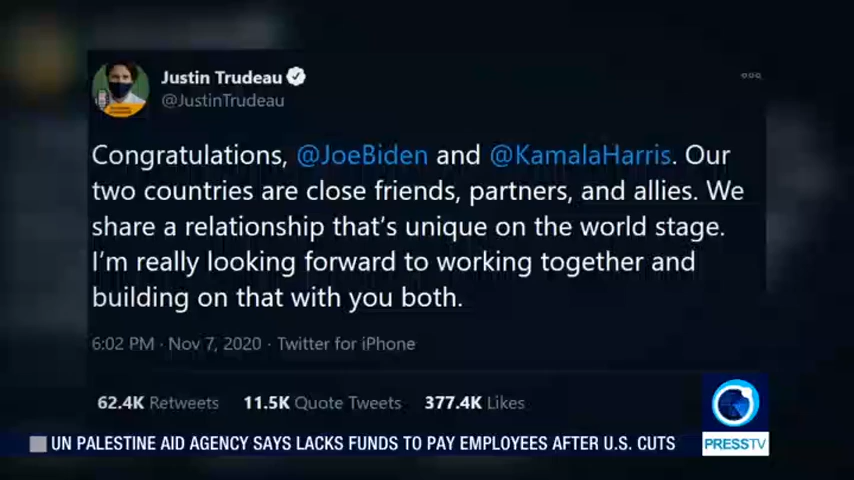 Justin Trudeau
@JustinTrudeau
Congratulations, @JoeBiden and @KamalaHarris. Our
two countries are close friends, partners, and allies. We
share a relationship that's unique on the world stage.
I'm really looking forward to working together and
building on that with you both.
6:02 PM · Nov 7, 2020 · Twitter for iPhone
62.4K Retweets 11.5K Quote Tweets 377.4K Likes
UN PALESTINE AID AGENCY SAYS LACKS FUNDS TO PAY EMPLOYEES AFTER U.S. CUTS
PRESSTV